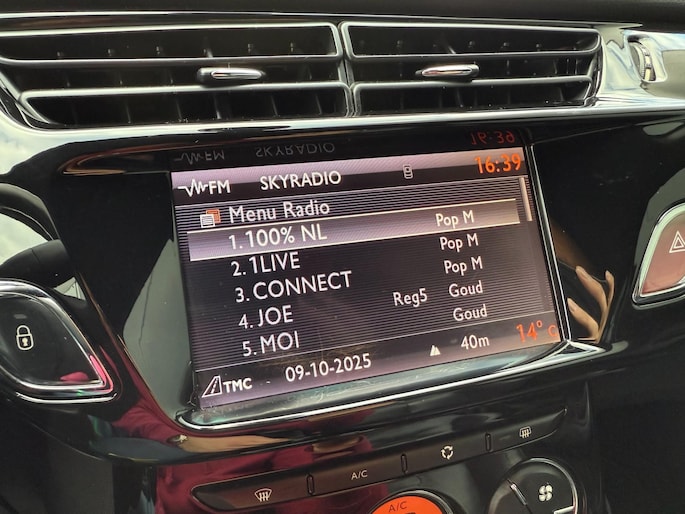 FM SKYRADIO 16:39
Menu Radio
1. 100% NL Pop M
2. 1LIVE Pop M
3. CONNECT Pop M
4. JOE Reg5 Goud
5. MOI Goud
TMC 09-10-2025 40m 14° C
A/C
A/C